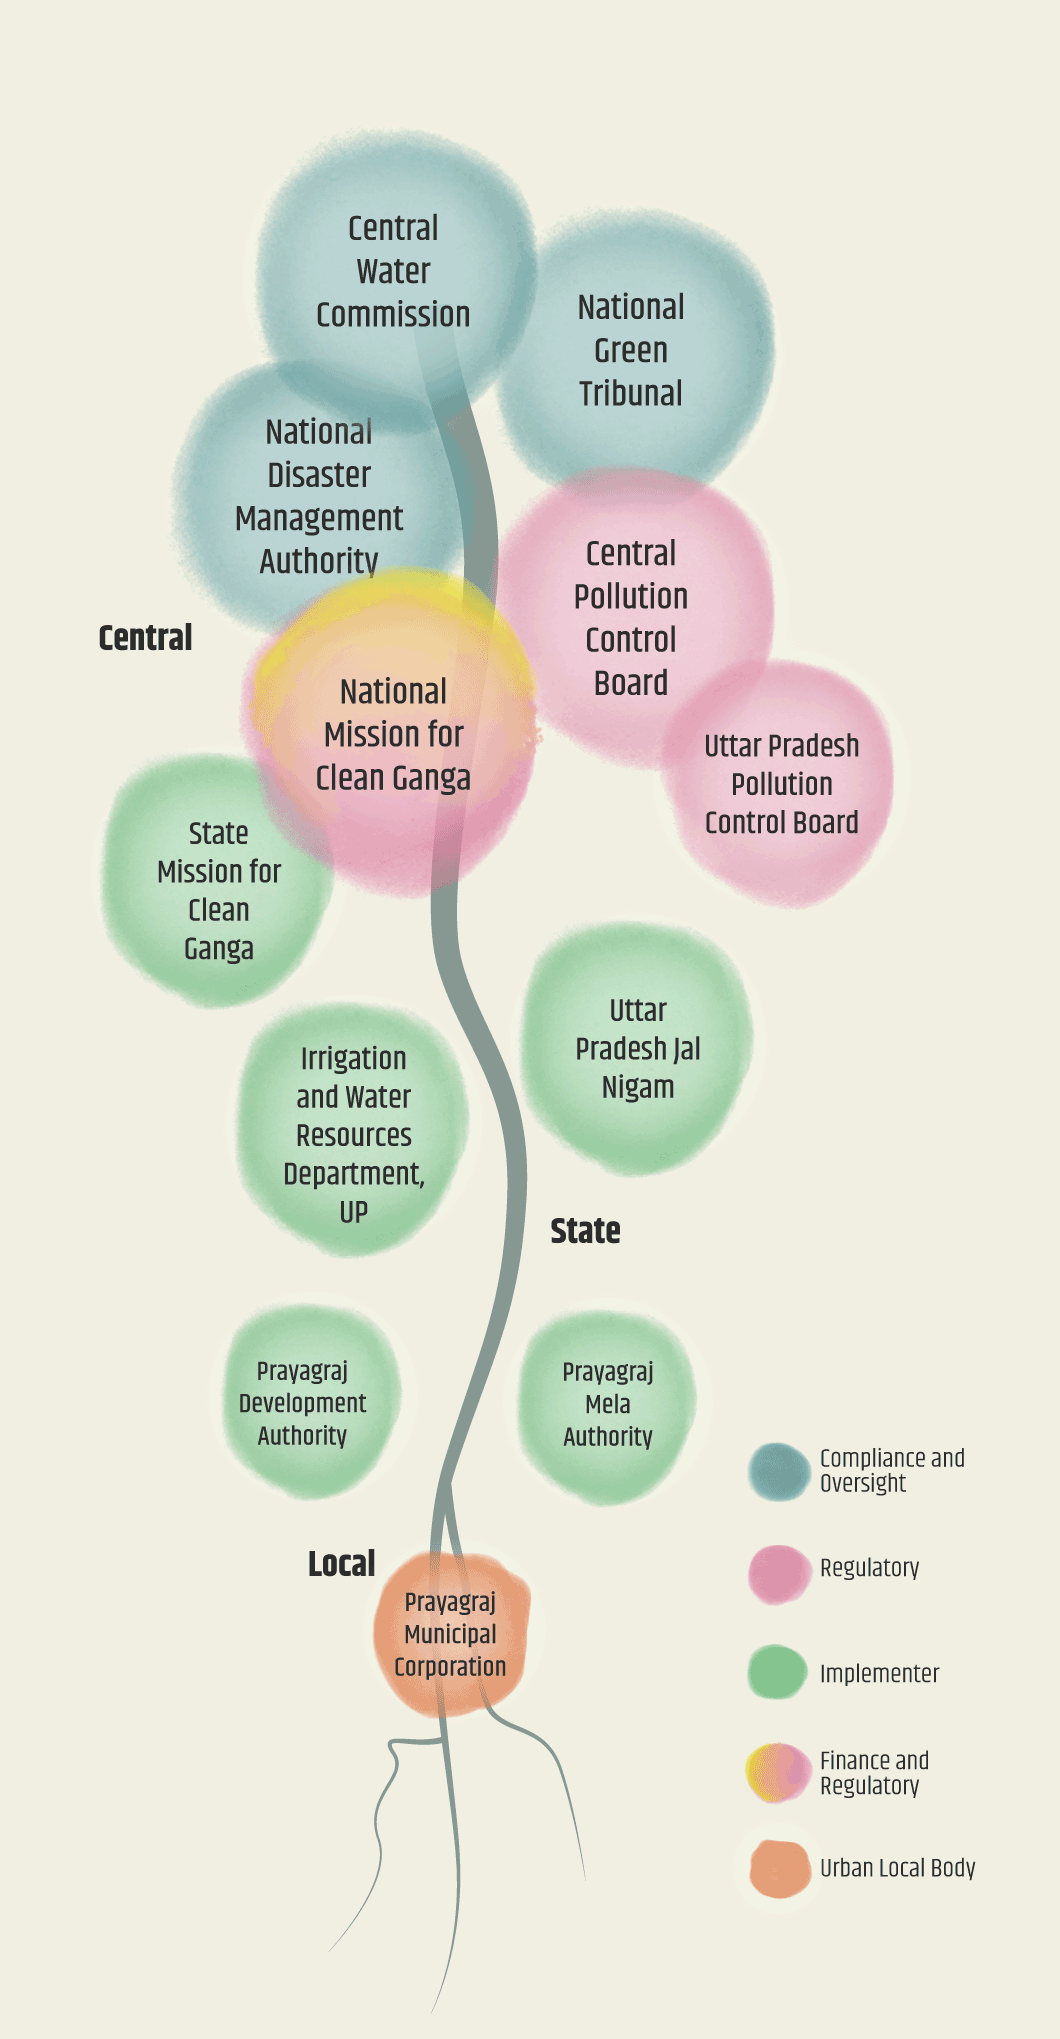 Central
Water
Commission
National
Green
Tribunal
National
Disaster
Management
Authority
Central
Pollution
Control
Board
Central
National
Mission for
Clean Ganga
Uttar Pradesh
Pollution
Control Board
State
Mission for
Clean
Ganga
Uttar
Pradesh Jal
Nigam
Irrigation
and Water
Resources
Department,
UP
State
Prayagraj
Development
Authority
Prayagraj
Mela
Authority
Local
Prayagraj
Municipal
Corporation
Compliance and
Oversight
Regulatory
Implementer
Finance and
Regulatory
Urban Local Body